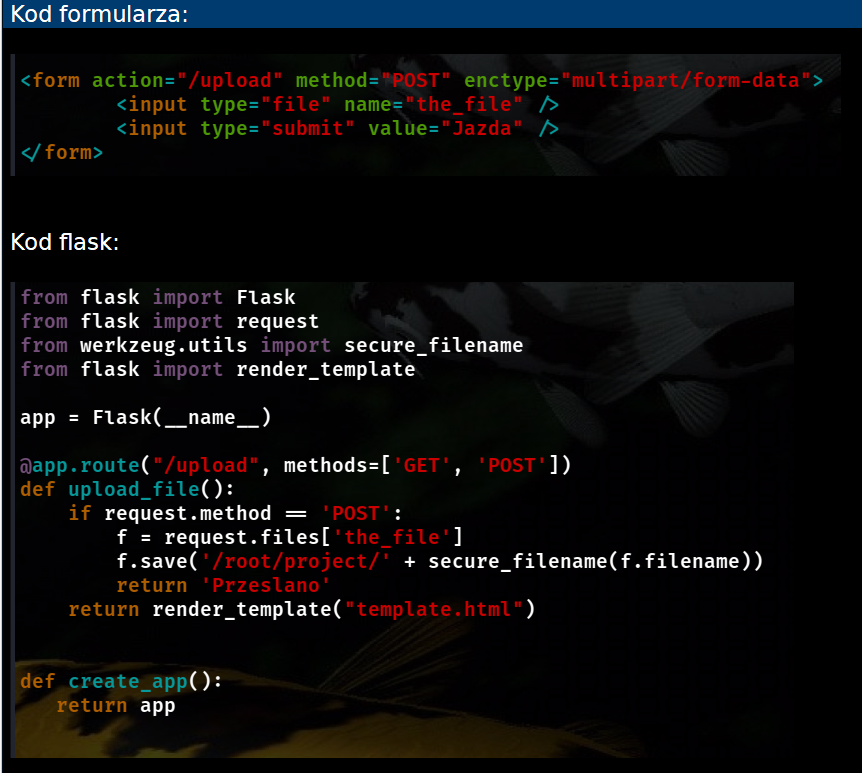 Kod formularza:
<form action="/upload" method="POST" enctype="multipart/form-data">
        <input type="file" name="the_file" />
        <input type="submit" value="Jazda" />
</form>
Kod flask:
from flask import Flask
from flask import request
from werkzeug.utils import secure_filename
from flask import render_template
app = Flask(__name__)
@app.route("/upload", methods=['GET', 'POST'])
def upload_file():
    if request.method == 'POST':
        f = request.files['the_file']
        f.save('/root/project/' + secure_filename(f.filename))
        return 'Przeslano'
    return render_template("template.html")
def create_app():
   return app